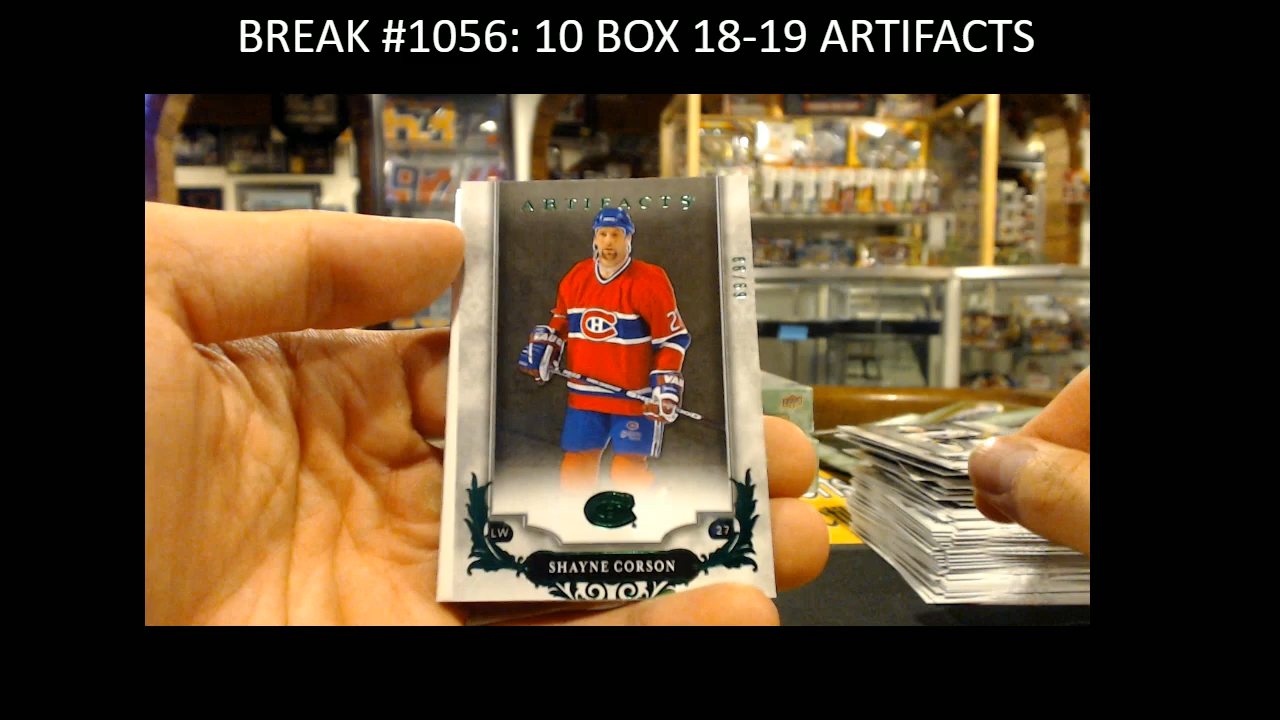 BREAK #1056: 10 BOX 18-19 ARTIFACTS
ARTIFACTS
LW
27
SHAYNE CORSON